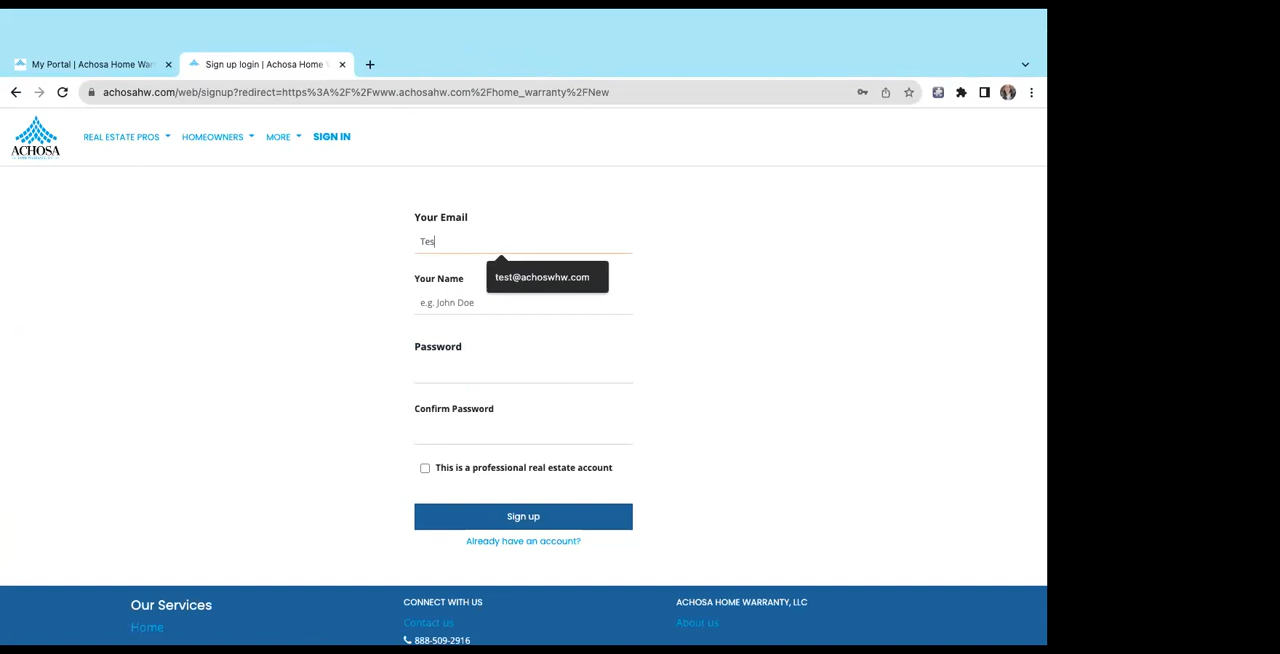 My Portal | Achosa Home Warr
Sign up login | Achosa Home
achosahw.com/web/signup?redirect=https%3A%2F%2Fwww.achosahw.com%2Fhome_warranty%2FNew
ACHOSA
REAL ESTATE PROS
HOMEOWNERS
MORE
SIGN IN
Your Email
Tes
test@achoswhw.com
Your Name
e.g. John Doe
Password
Confirm Password
This is a professional real estate account
Sign up
Already have an account?
Our Services
Home
CONNECT WITH US
Contact us
888-509-2916
ACHOSA HOME WARRANTY, LLC
About us